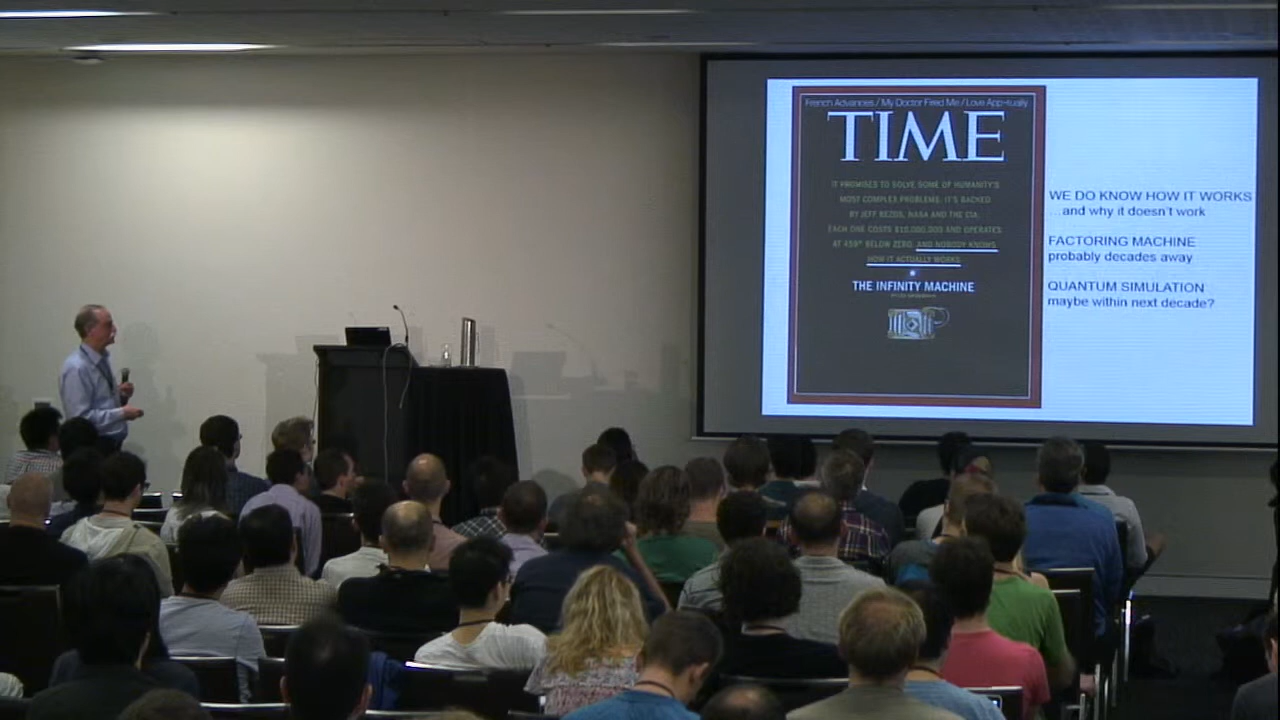 French Advances / My Doctor Fired Me / Love App-tually
TIME
IT PROMISES TO SOLVE SOME OF HUMANITY'S
MOST COMPLEX PROBLEMS. IT'S BACKED
BY JEFF BEZOS, NASA AND THE CIA.
EACH ONE COSTS $10,000,000 AND OPERATES
AT 459° BELOW ZERO. AND NOBODY KNOWS
HOW IT ACTUALLY WORKS
THE INFINITY MACHINE
WE DO KNOW HOW IT WORKS
...and why it doesn't work
FACTORING MACHINE
probably decades away
QUANTUM SIMULATION
maybe within next decade?